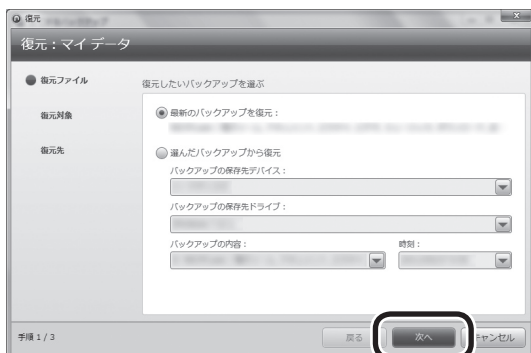 復元
復元：マイ データ
復元ファイル
復元対象
復元先
復元したいバックアップを選ぶ
最新のバックアップを復元：
選んだバックアップから復元
バックアップの保存先デバイス：
バックアップの保存先ドライブ：
バックアップの内容： 時刻：
手順 1 / 3 戻る 次へ キャンセル